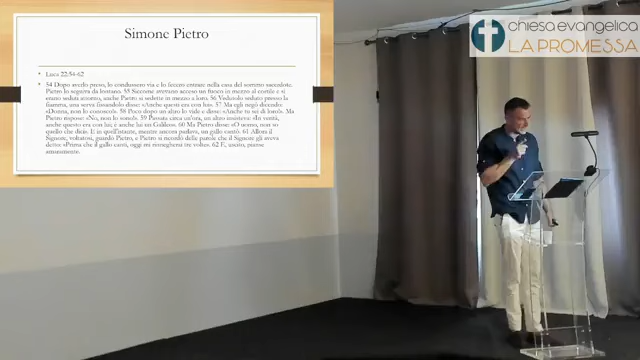 Simone Pietro
Luca 22:54-62
54 Dopo averlo preso, lo condussero via e lo fecero entrare nella casa del sommo sacerdote.
Pietro lo seguiva da lontano. 55 Siccome avevano acceso un fuoco in mezzo al cortile e si
erano seduti attorno, anche Pietro si sedette in mezzo a loro. 56 Vedutolo seduto presso la
fiamma, una serva fissandolo disse: «Anche questi era con lui». 57 Ma egli negò dicendo:
«Donna, non lo conosco!». 58 Poco dopo un altro lo vide e disse: «Anche tu sei di loro». Ma
Pietro rispose: «No, non lo sono». 59 Passata circa un'ora, un altro insisteva: «In verità,
anche questo era con lui; è anche lui un Galileo». 60 Ma Pietro disse: «O uomo, non so
quello che dici». E in quell'istante, mentre ancora parlava, un gallo cantò. 61 Allora il
Signore, voltatosi, guardò Pietro; e Pietro si ricordò delle parole che il Signore gli aveva
detto: «Prima che il gallo canti, oggi mi rinnegherai tre volte». 62 E, uscito, pianse
amaramente.
chiesa evangelica
LA PROMESSA